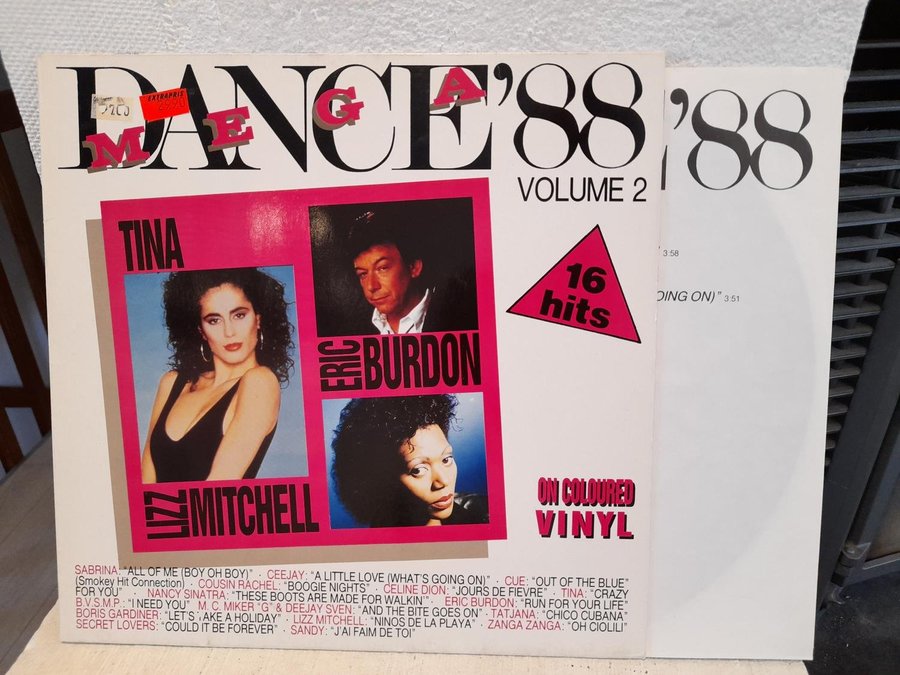 DANCE '88
MEGA
EXTRAPRIS
VOLUME 2
'88
TINA
16
hits
3:58
OING ON)" 3:51
ERIC BURDON
LIZZ MITCHELL
ON COLOURED
VINYL
SABRINA: "ALL OF ME (BOY OH BOY)" · CEEJAY: "A LITTLE LOVE (WHAT'S GOING ON)" · CUE: "OUT OF THE BLUE"
(Smokey Hit Connection) · COUSIN RACHEL: "BOOGIE NIGHTS" · CELINE DION: "JOURS DE FIEVRE" · TINA: "CRAZY
FOR YOU" · NANCY SINATRA: "THESE BOOTS ARE MADE FOR WALKIN'" · ERIC BURDON: "RUN FOR YOUR LIFE"
B.V.S.M.P.: "I NEED YOU" · M.C. MIKER "G" & DEEJAY SVEN: "AND THE BITE GOES ON" · TATJANA: "CHICO CUBANA"
BORIS GARDINER: "LET'S AKE A HOLIDAY" · LIZZ MITCHELL: "NINOS DE LA PLAYA" · ZANGA ZANGA: "OH CIOLILI"
SECRET LOVERS: "COULD IT BE FOREVER" · SANDY: "J'AI FAIM DE TOI"